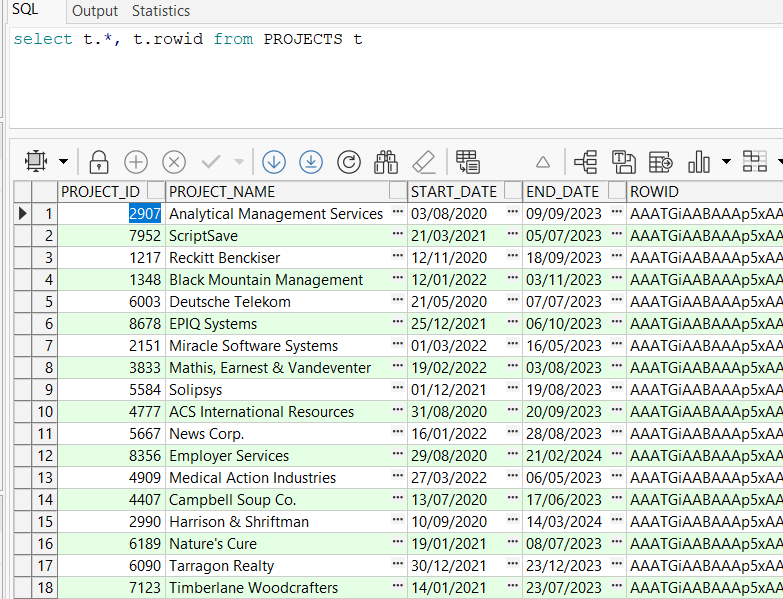 SQL Output Statistics
select t.*, t.rowid from PROJECTS t
PROJECT_ID PROJECT_NAME START_DATE END_DATE ROWID
1 2907 Analytical Management Services ··· 03/08/2020 ··· 09/09/2023 ··· AAATGiAABAAAp5xAA
2 7952 ScriptSave ··· 21/03/2021 ··· 05/07/2023 ··· AAATGiAABAAAp5xAA
3 1217 Reckitt Benckiser ··· 12/11/2020 ··· 18/09/2023 ··· AAATGiAABAAAp5xAA
4 1348 Black Mountain Management ··· 12/01/2022 ··· 03/11/2023 ··· AAATGiAABAAAp5xAA
5 6003 Deutsche Telekom ··· 21/05/2020 ··· 07/07/2023 ··· AAATGiAABAAAp5xAA
6 8678 EPIQ Systems ··· 25/12/2021 ··· 06/10/2023 ··· AAATGiAABAAAp5xAA
7 2151 Miracle Software Systems ··· 01/03/2022 ··· 16/05/2023 ··· AAATGiAABAAAp5xAA
8 3833 Mathis, Earnest & Vandeventer ··· 19/02/2022 ··· 03/08/2023 ··· AAATGiAABAAAp5xAA
9 5584 Solipsys ··· 01/12/2021 ··· 19/08/2023 ··· AAATGiAABAAAp5xAA
10 4777 ACS International Resources ··· 31/08/2020 ··· 20/09/2023 ··· AAATGiAABAAAp5xAA
11 5667 News Corp. ··· 16/01/2022 ··· 28/08/2023 ··· AAATGiAABAAAp5xAA
12 8356 Employer Services ··· 29/08/2020 ··· 21/02/2024 ··· AAATGiAABAAAp5xAA
13 4909 Medical Action Industries ··· 27/03/2022 ··· 06/05/2023 ··· AAATGiAABAAAp5xAA
14 4407 Campbell Soup Co. ··· 13/07/2020 ··· 17/06/2023 ··· AAATGiAABAAAp5xAA
15 2990 Harrison & Shriftman ··· 10/09/2020 ··· 14/03/2024 ··· AAATGiAABAAAp5xAA
16 6189 Nature's Cure ··· 19/01/2021 ··· 08/07/2023 ··· AAATGiAABAAAp5xAA
17 6090 Tarragon Realty ··· 30/12/2021 ··· 23/12/2023 ··· AAATGiAABAAAp5xAA
18 7123 Timberlane Woodcrafters ··· 14/01/2021 ··· 23/07/2023 ··· AAATGiAABAAAp5xAA